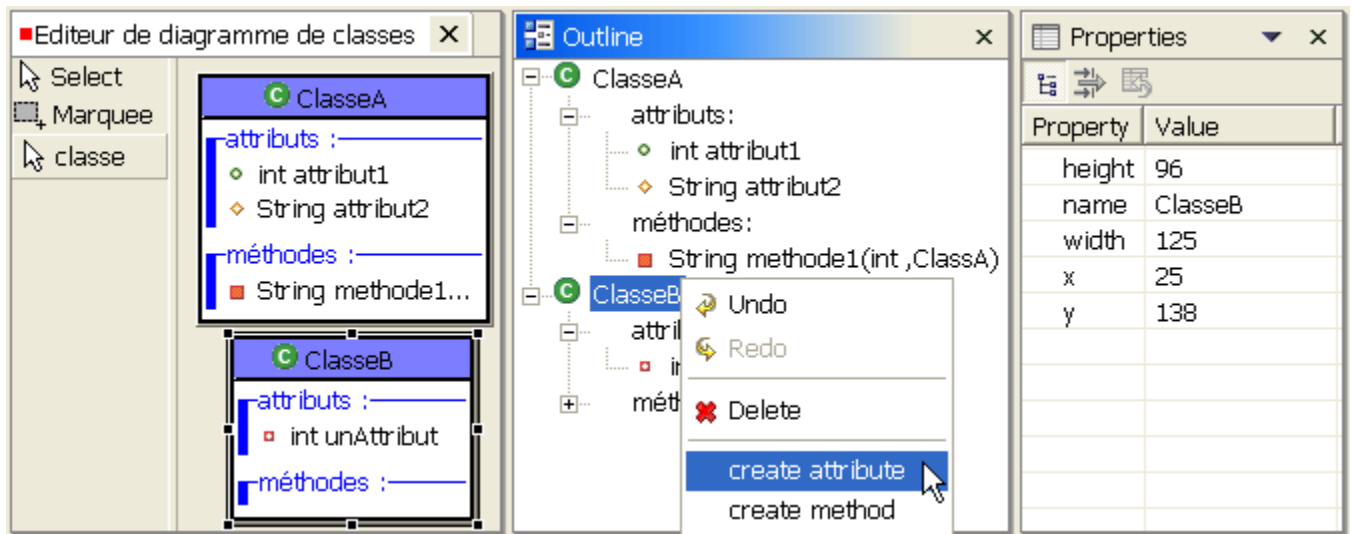 Editeur de diagramme de classes
Select
Marquee
classe
C ClasseA
attributs :
int attribut1
String attribut2
méthodes :
String methode1...
C ClasseB
attributs :
int unAttribut
méthodes :
Outline
C ClasseA
attributs:
int attribut1
String attribut2
méthodes:
String methode1(int ,ClassA)
C ClasseB
attri
méth
Undo
Redo
Delete
create attribute
create method
Properties
Property Value
height 96
name ClasseB
width 125
x 25
y 138